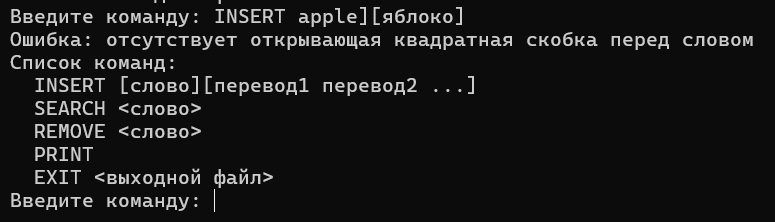 Введите команду: INSERT apple][яблоко]
Ошибка: отсутствует открывающая квадратная скобка перед словом
Список команд:
  INSERT [слово][перевод1 перевод2 ...]
  SEARCH <слово>
  REMOVE <слово>
  PRINT
  EXIT <выходной файл>
Введите команду: